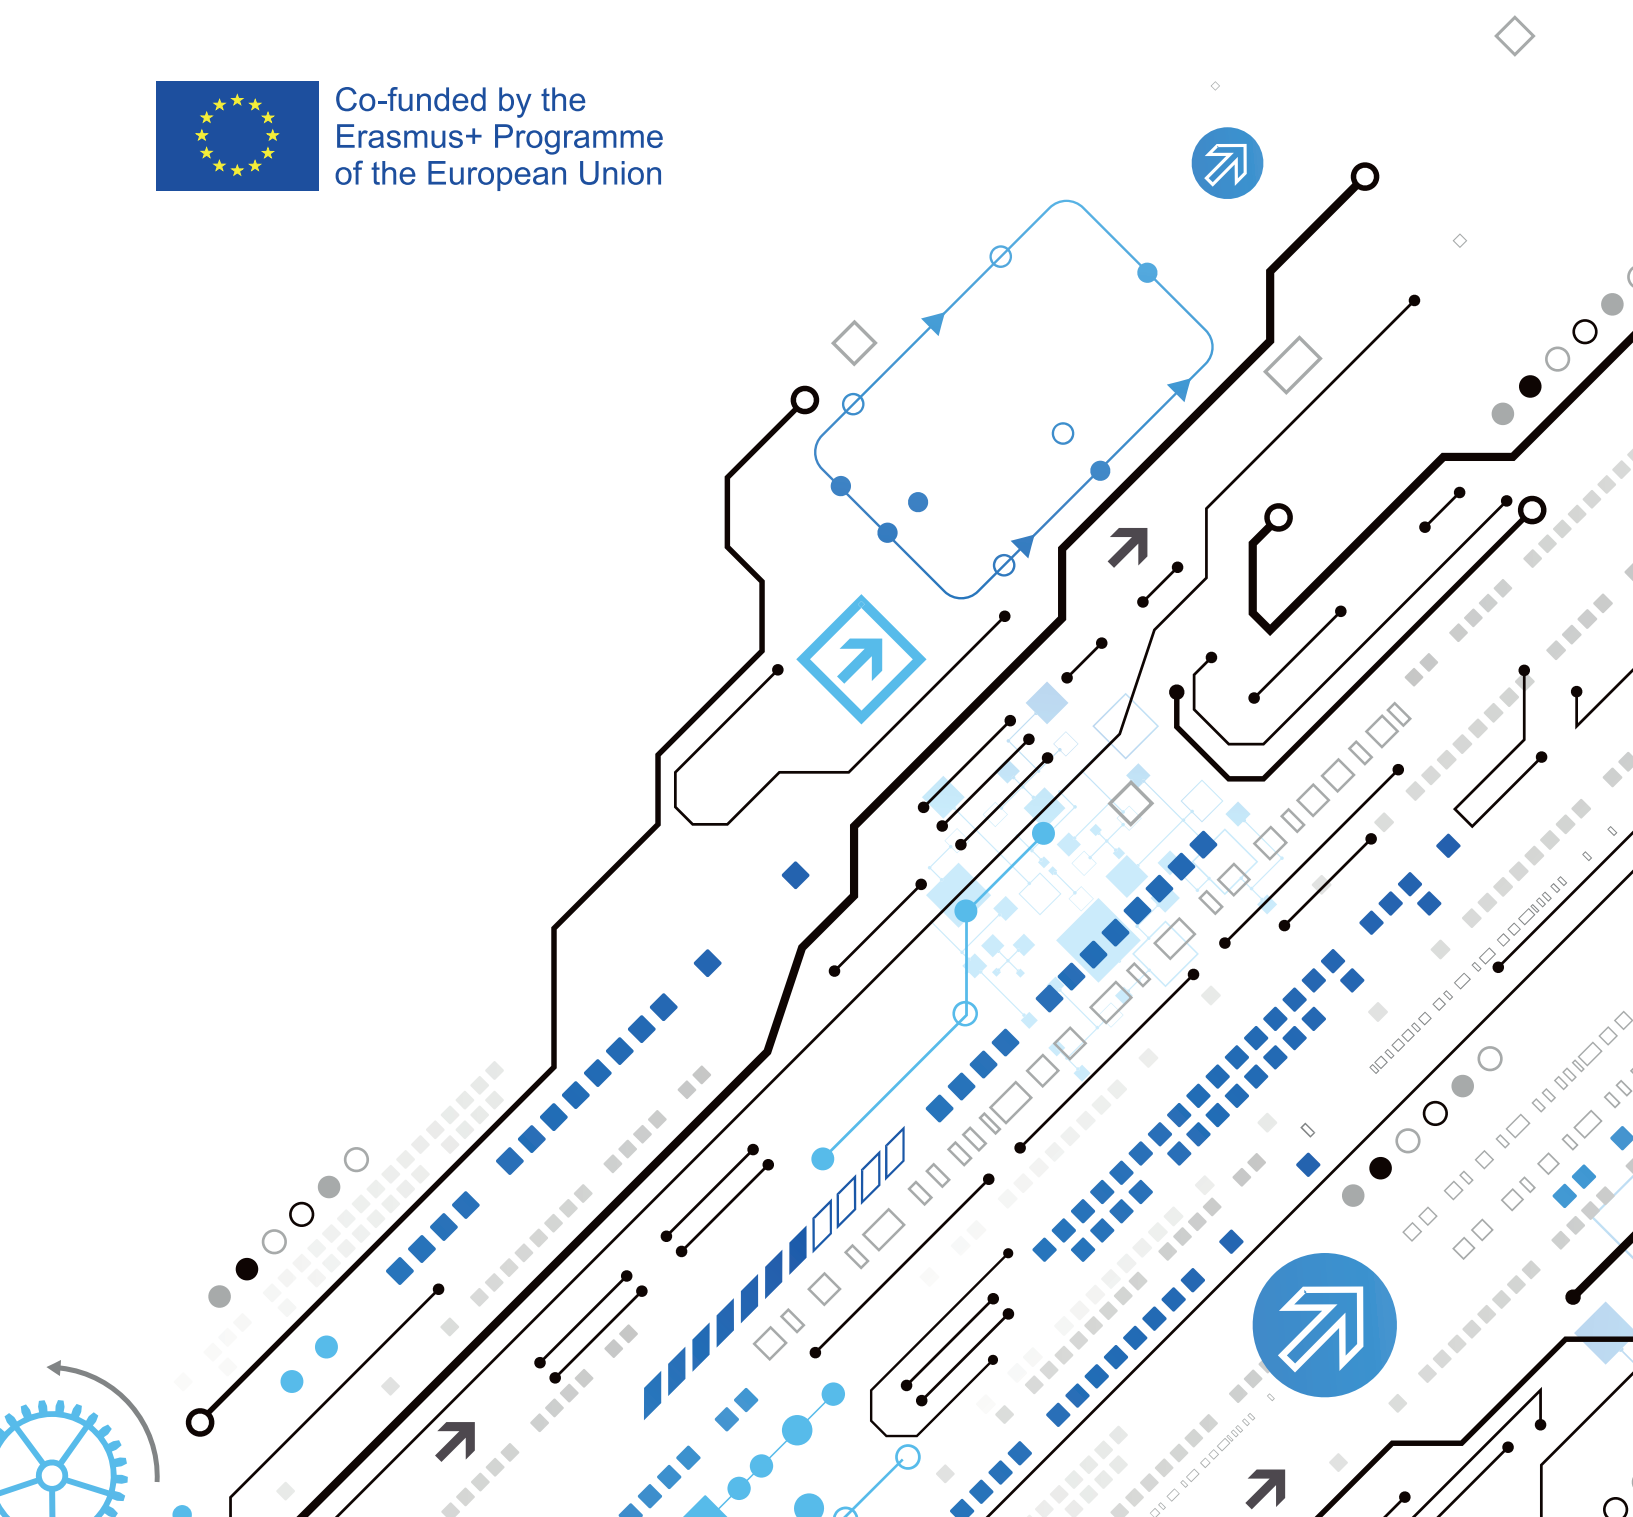 Co-funded by the
Erasmus+ Programme
of the European Union